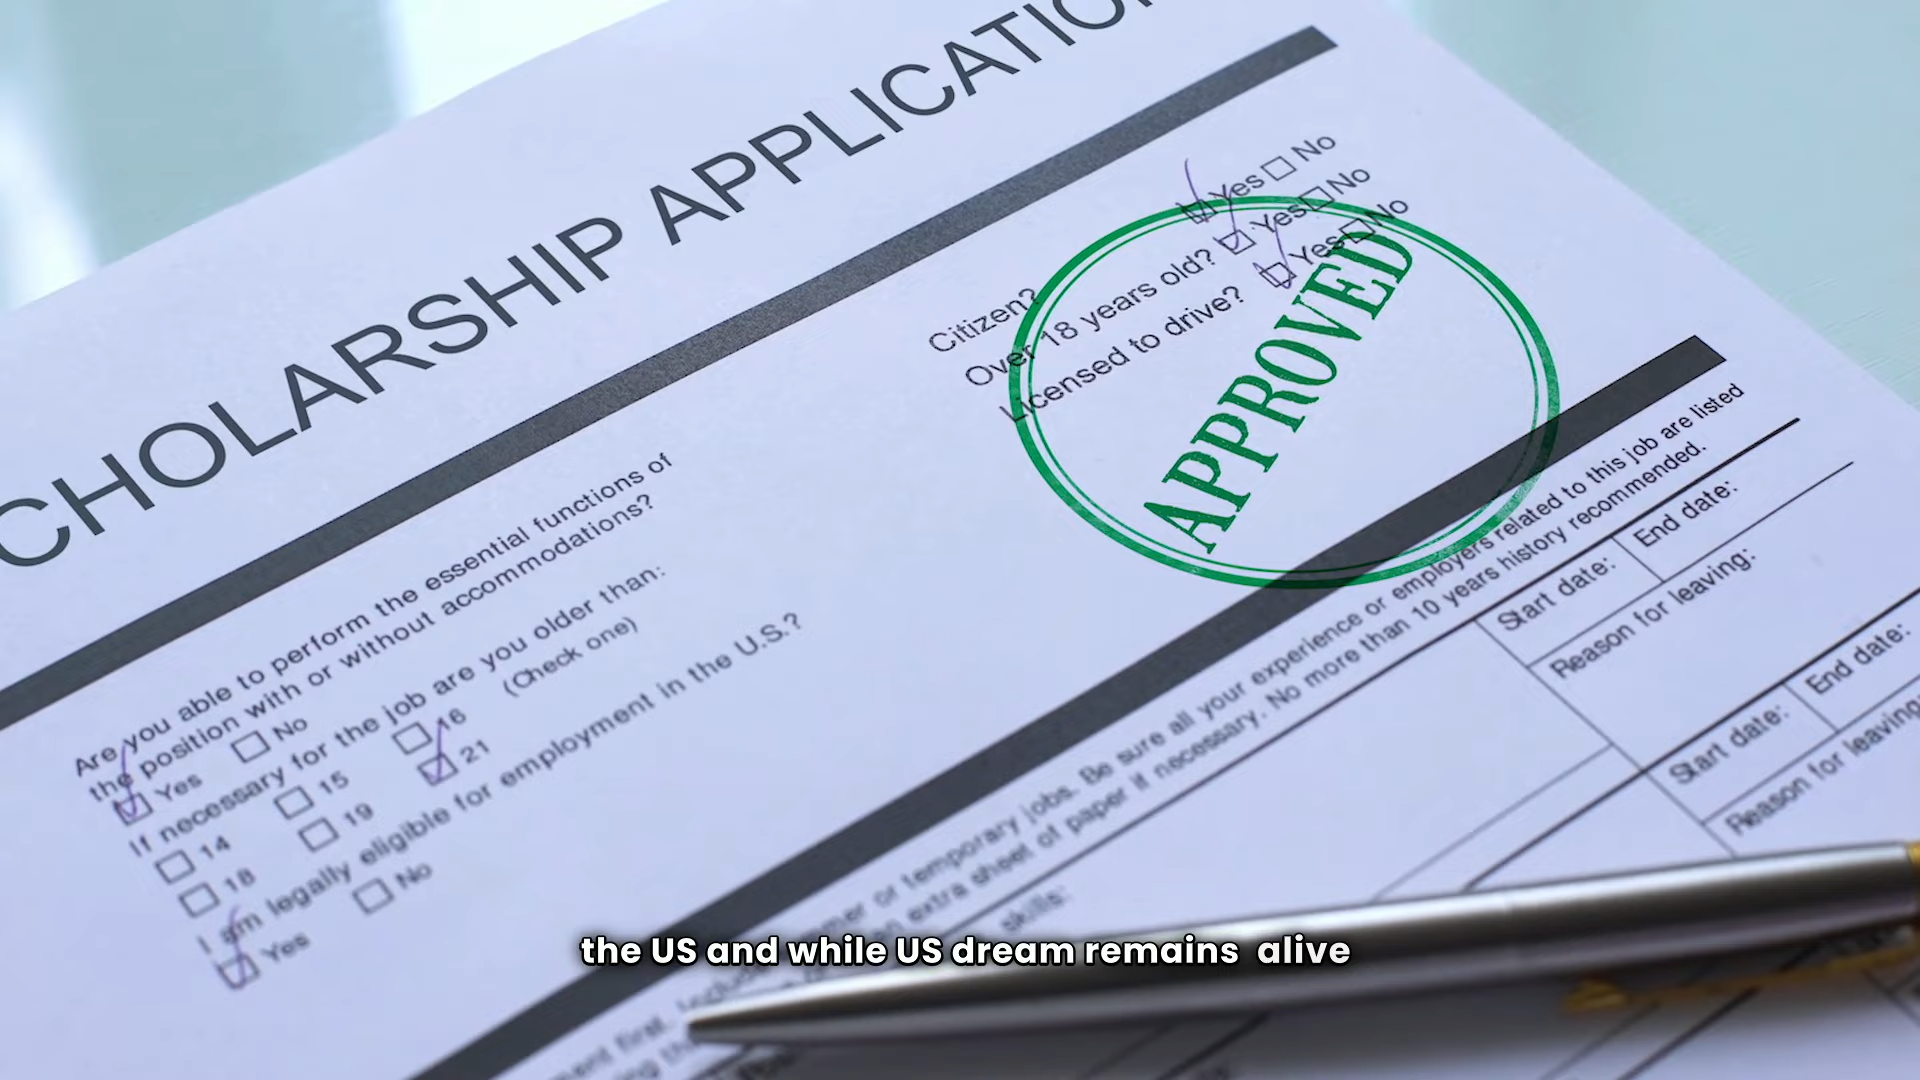 CHOLARSHIP APPLICATIO
Citizen? Yes No
Over 18 years old? Yes No
Licensed to drive? Yes No
APPROVED
Are you able to perform the essential functions of
the position with or without accommodations?
Yes No
If necessary for the job are you older than:
(Check one)
14 15 16
18 19 21
I am legally eligible for employment in the U.S.?
Yes No
or temporary jobs. Be sure all your experience or employers related to this job are listed
extra sheet of paper if necessary. No more than 10 years history recommended.
Start date: End date:
Reason for leaving:
Start date: End date:
Reason for leaving:
skills:
the US and while US dream remains alive